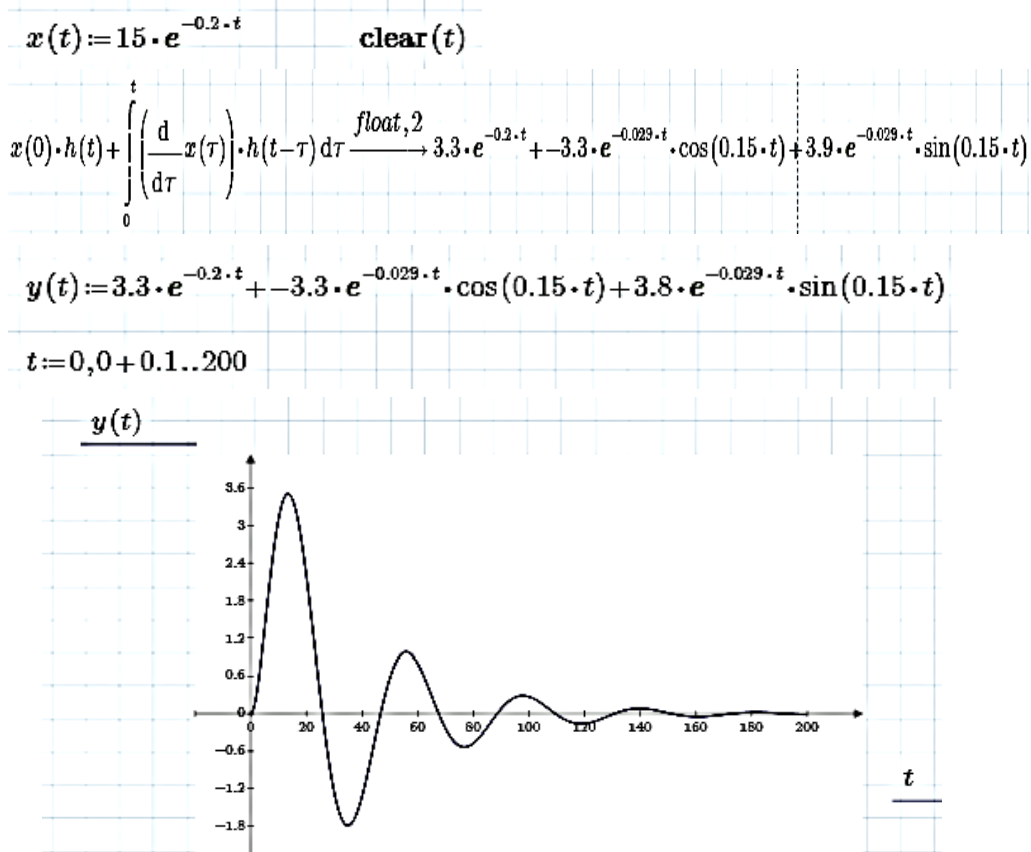 x(t):=15·e^(-0.2·t) clear(t)
x(0)·h(t)+∫_0^t (d/dτ x(τ))·h(t-τ) dτ float,2 → 3.3·e^(-0.2·t)+-3.3·e^(-0.029·t)·cos(0.15·t)+3.9·e^(-0.029·t)·sin(0.15·t)
y(t):=3.3·e^(-0.2·t)+-3.3·e^(-0.029·t)·cos(0.15·t)+3.8·e^(-0.029·t)·sin(0.15·t)
t:=0,0+0.1..200
y(t)
3.6
3
2.4
1.8
1.2
0.6
0
0 20 40 60 80 100 120 140 160 180 200
-0.6
-1.2
-1.8
t